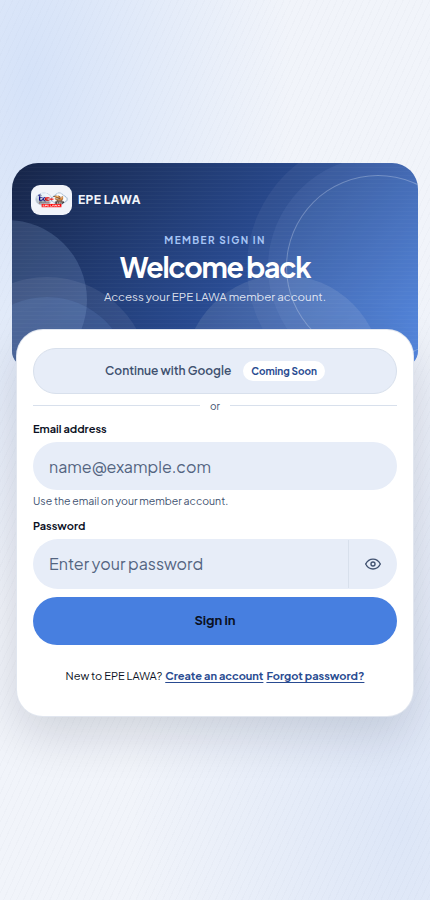 EPE LAWA
MEMBER SIGN IN
Welcome back
Access your EPE LAWA member account.
Continue with Google Coming Soon
or
Email address
name@example.com
Use the email on your member account.
Password
Enter your password
Sign in
New to EPE LAWA? Create an account Forgot password?